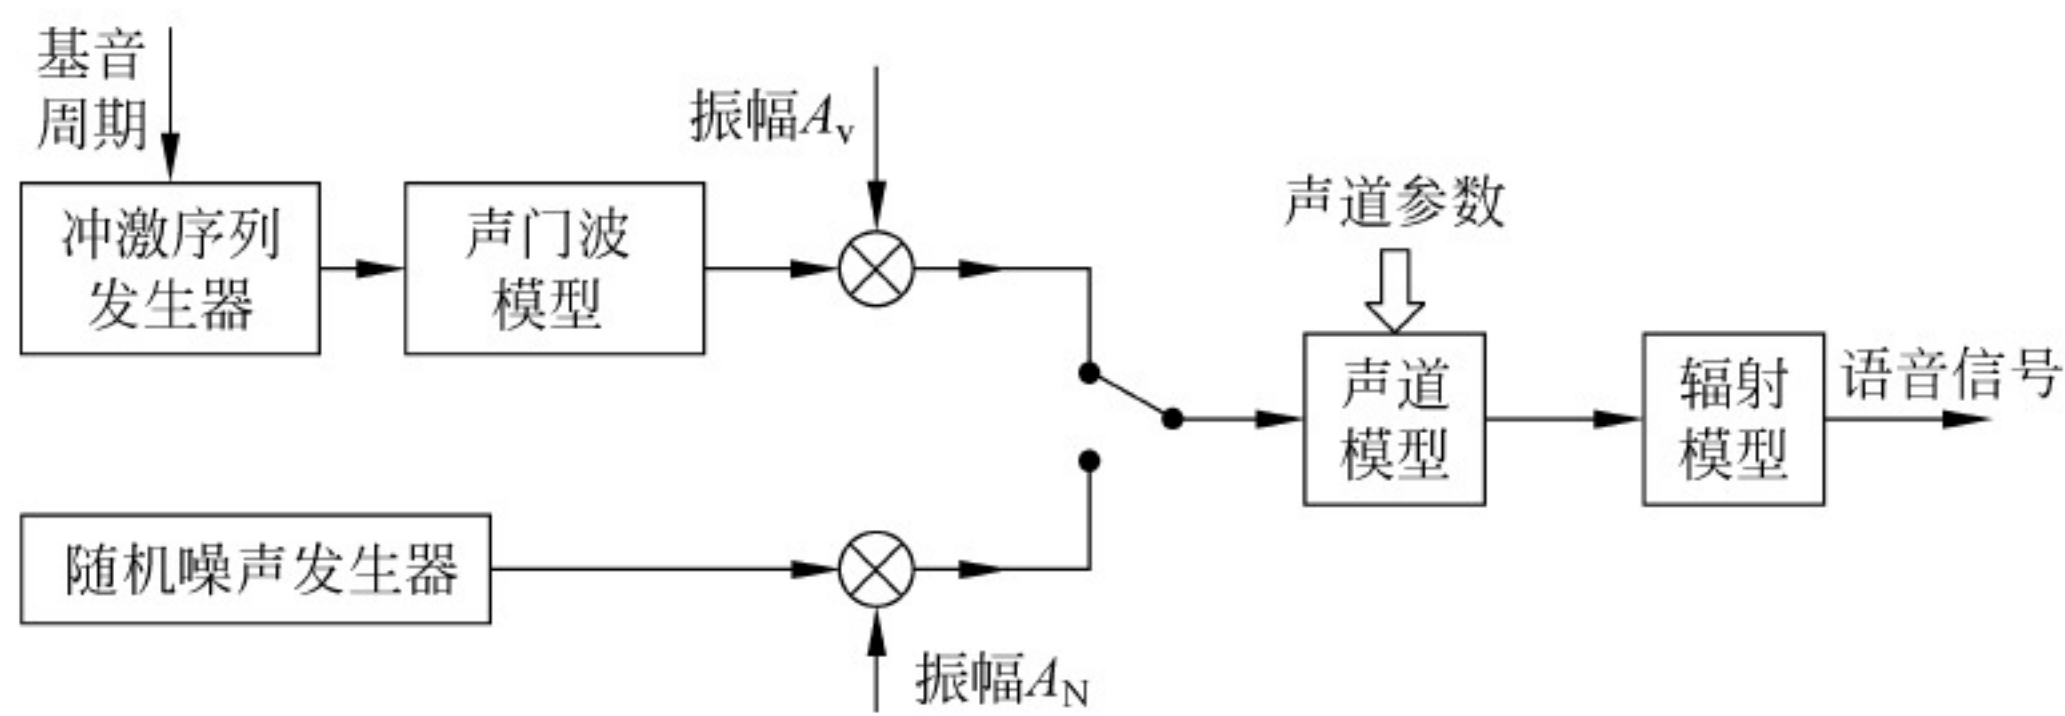 基音
周期
振幅Av
冲激序列
发生器
声门波
模型
声道参数
声道
模型
辐射
模型
语音信号
随机噪声发生器
振幅AN